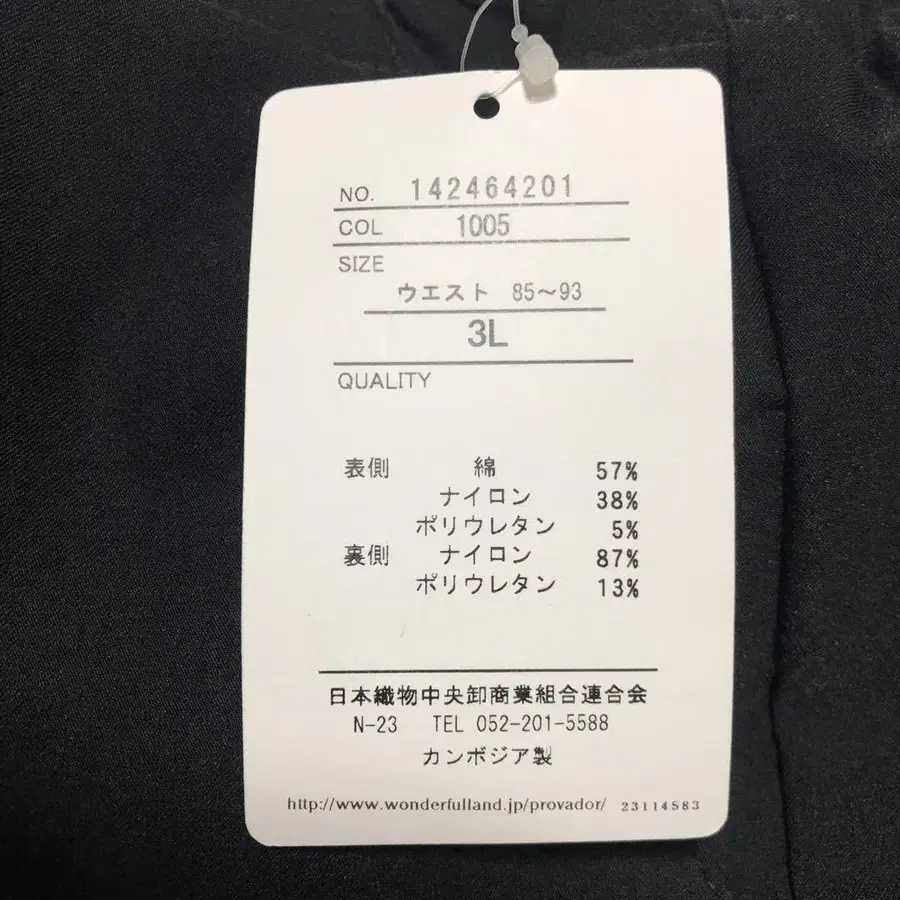 NO. 142464201
COL 1005
SIZE
ウエスト 85～93
3L
QUALITY
表側 綿 57%
ナイロン 38%
ポリウレタン 5%
裏側 ナイロン 87%
ポリウレタン 13%
日本織物中央卸商業組合連合会
N-23 TEL 052-201-5588
カンボジア製
http://www.wonderfulland.jp/provador/ 23114583